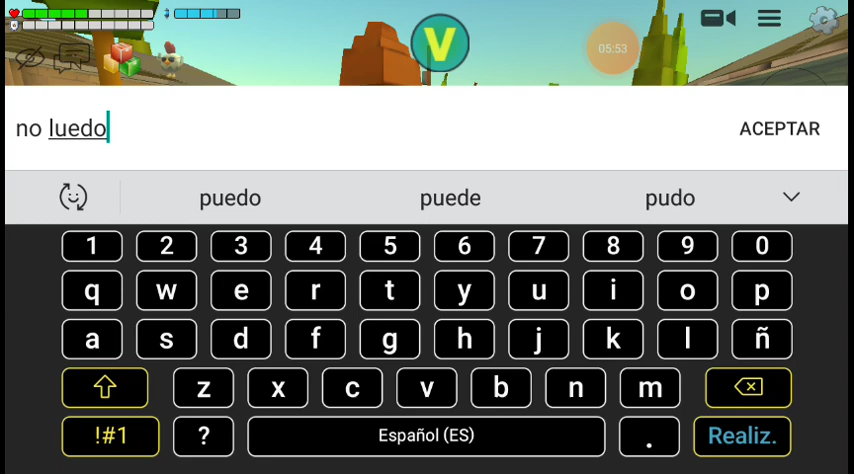 V
05:53
no luedo
ACEPTAR
puedo puede pudo
1 2 3 4 5 6 7 8 9 0
q w e r t y u i o p
a s d f g h j k l ñ
z x c v b n m
!#1 ? Español (ES) . Realiz.